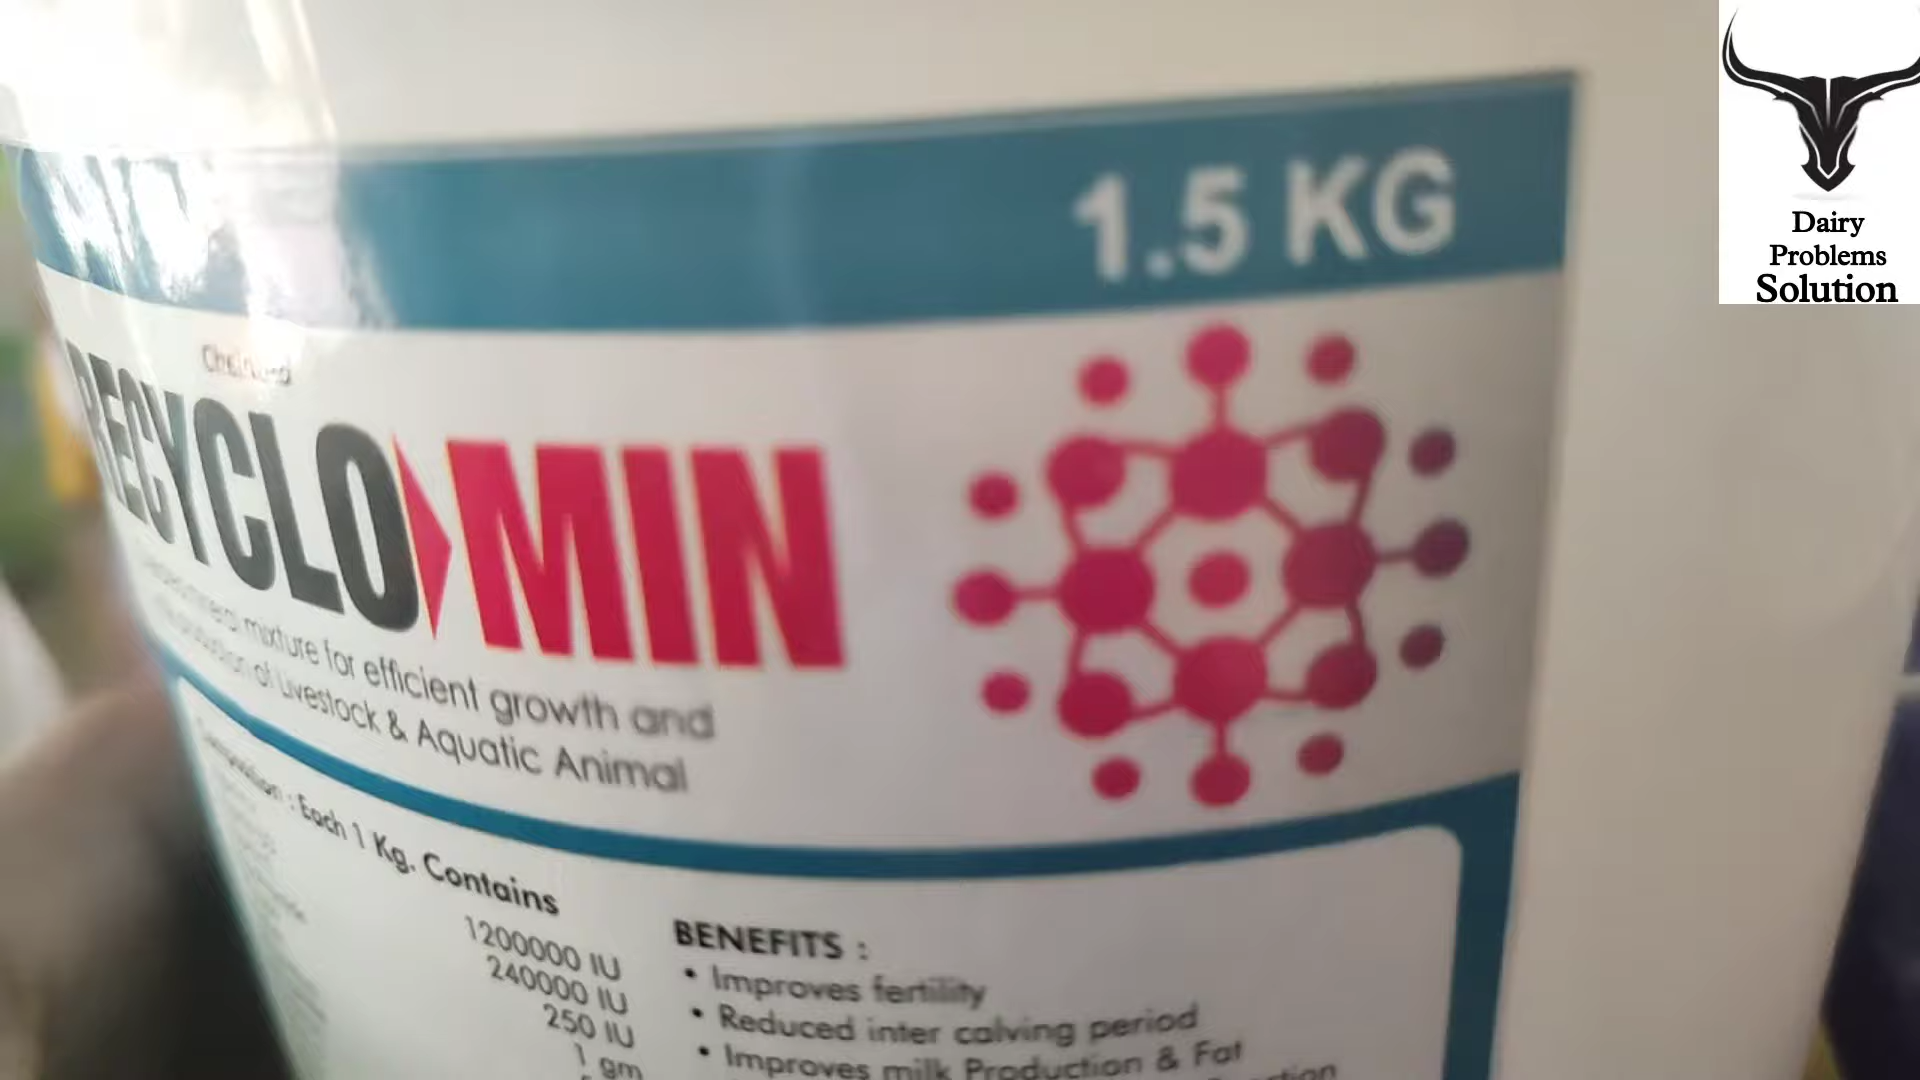 1.5 KG
RECYCLO MIN
mineral mixture for efficient growth and
production of Livestock & Aquatic Animal
Composition : Each 1 Kg. Contains
1200000 IU
240000 IU
250 IU
1 gm
BENEFITS :
• Improves fertility
• Reduced inter calving period
• Improves milk Production & Fat
Dairy
Problems
Solution